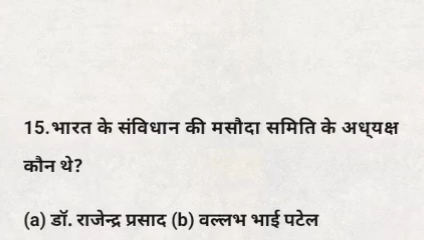 15.भारत के संविधान की मसौदा समिति के अध्यक्ष
कौन थे?
(a) डॉ. राजेन्द्र प्रसाद (b) वल्लभ भाई पटेल